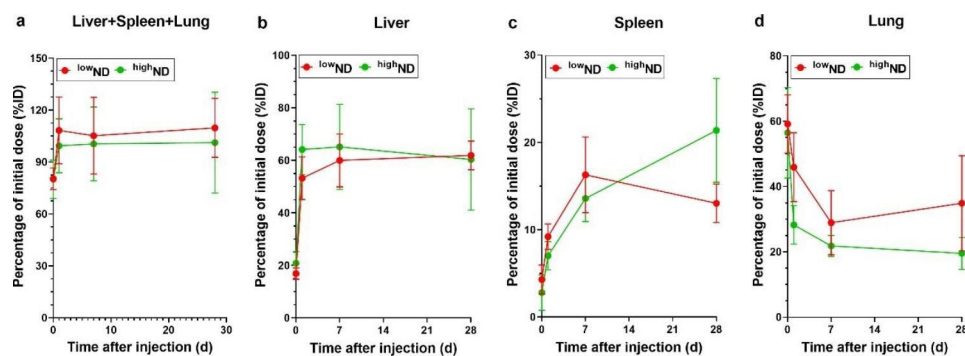 a Liver+Spleen+Lung
Percentage of initial dose (%ID)
150
120
90
60
30
0
lowND highND
0 10 20 30
Time after injection (d)
b Liver
Percentage of initial dose (%ID)
100
80
60
40
20
0
lowND highND
0 7 14 21 28
Time after injection (d)
c Spleen
Percentage of initial dose (%ID)
30
20
10
0
lowND highND
0 7 14 21 28
Time after injection (d)
d Lung
Percentage of initial dose (%ID)
80
60
40
20
0
lowND highND
0 7 14 21 28
Time after injection (d)